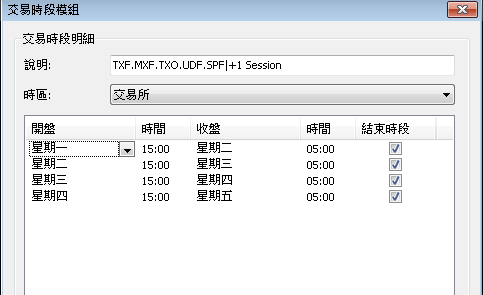 交易時段模組
交易時段明細
說明: TXF.MXF.TXO.UDF.SPF|+1 Session
時區: 交易所
開盤 時間 收盤 時間 結束時段
星期一 15:00 星期二 05:00
星期二 15:00 星期三 05:00
星期三 15:00 星期四 05:00
星期四 15:00 星期五 05:00